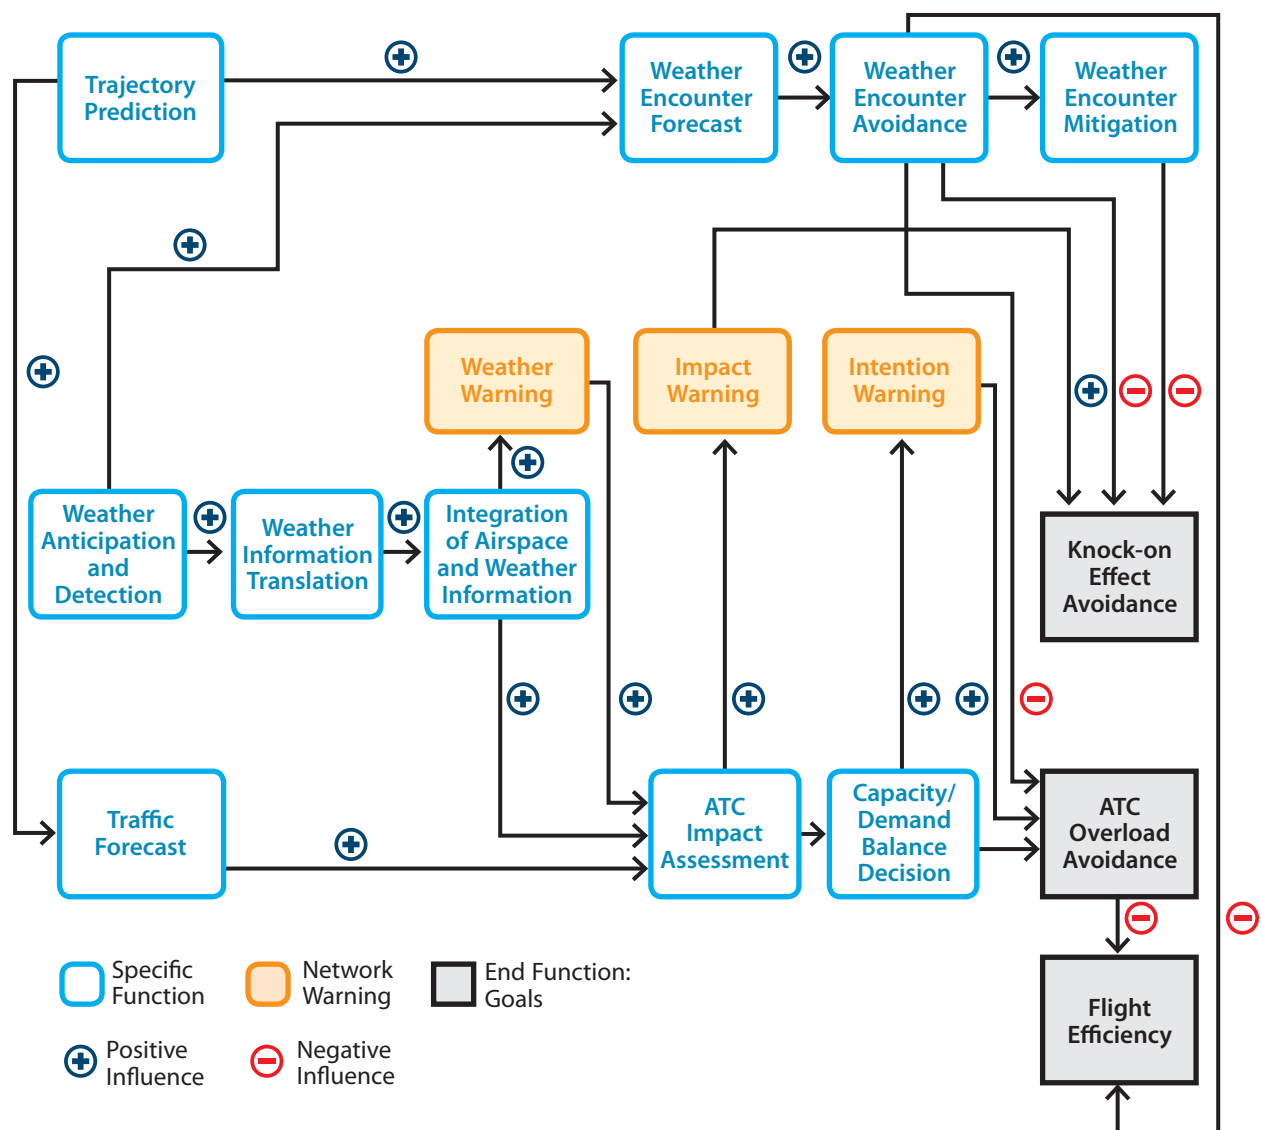 Trajectory
Prediction
Weather
Encounter
Forecast
Weather
Encounter
Avoidance
Weather
Encounter
Mitigation
Weather
Warning
Impact
Warning
Intention
Warning
Weather
Anticipation
and
Detection
Weather
Information
Translation
Integration
of Airspace
and Weather
Information
Knock-on
Effect
Avoidance
Traffic
Forecast
ATC
Impact
Assessment
Capacity/
Demand
Balance
Decision
ATC
Overload
Avoidance
Flight
Efficiency
Specific
Function
Network
Warning
End Function:
Goals
Positive
Influence
Negative
Influence